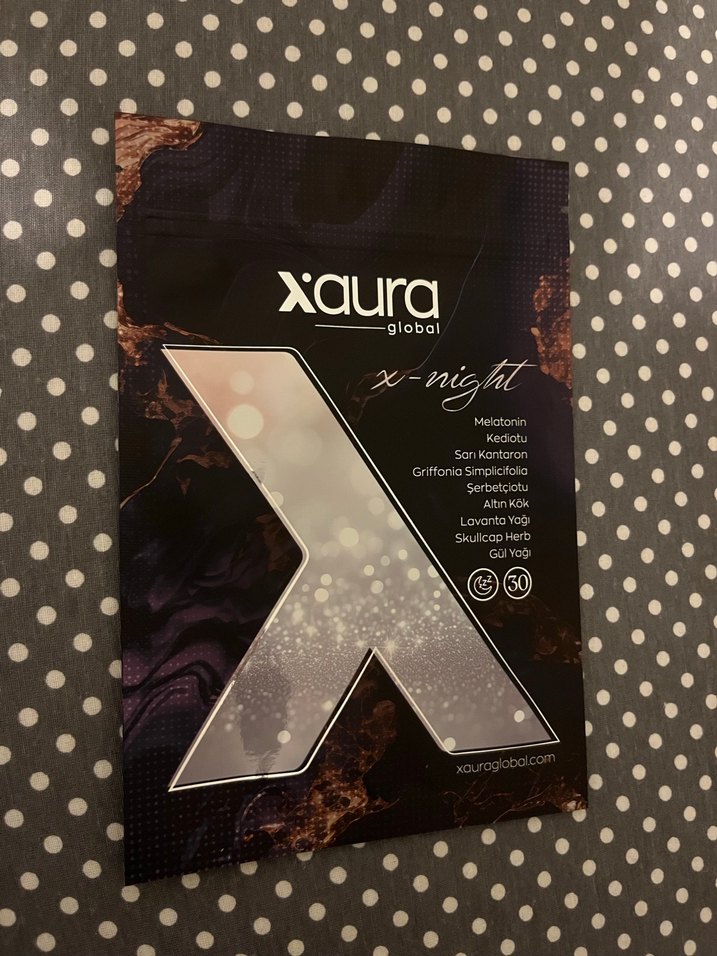 xaura
global
x-night
Melatonin
Kediotu
Sarı Kantaron
Griffonia Simplicifolia
Şerbetçiotu
Altın Kök
Lavanta Yağı
Skullcap Herb
Gül Yağı
zzz 30
xauraglobal.com